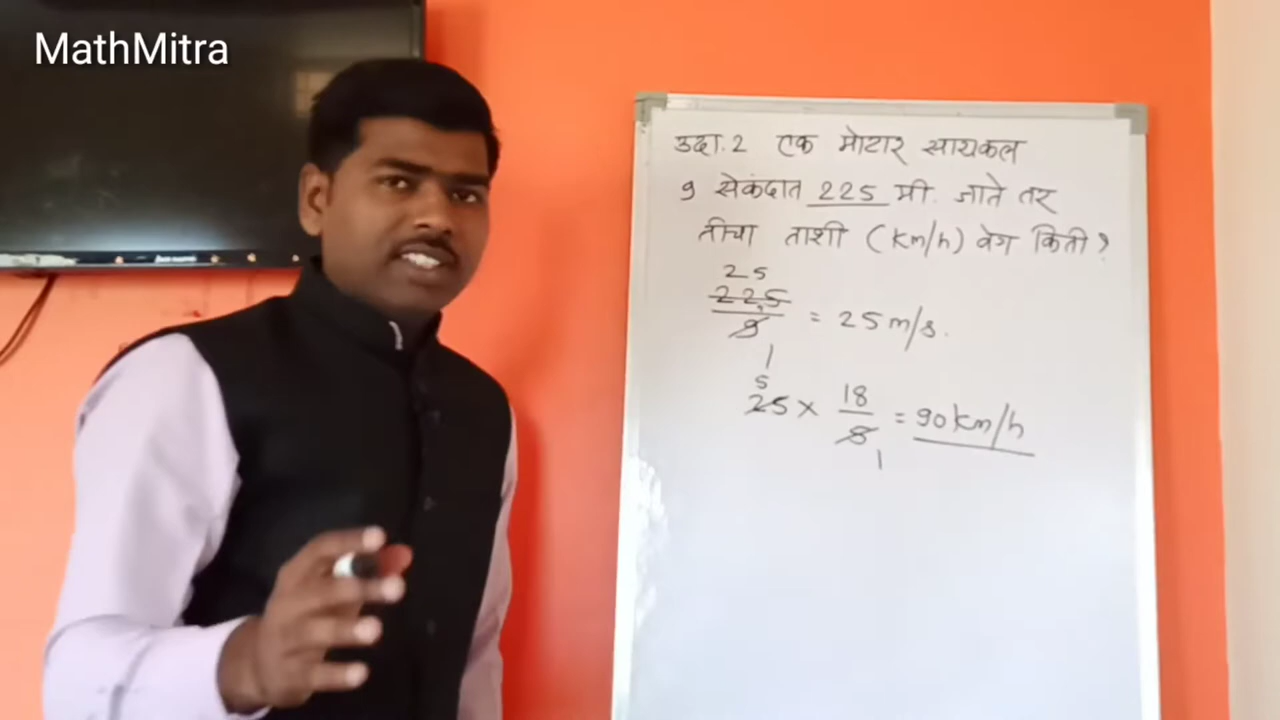 MathMitra
उदा. 2 एक मोटार सायकल
9 सेकंदात 225 मी. जाते तर
तीचा ताशी (km/h) वेग किती ?
25
225
9 = 25 m/s.
1
5
25 × 18/5 = 90 km/h
1